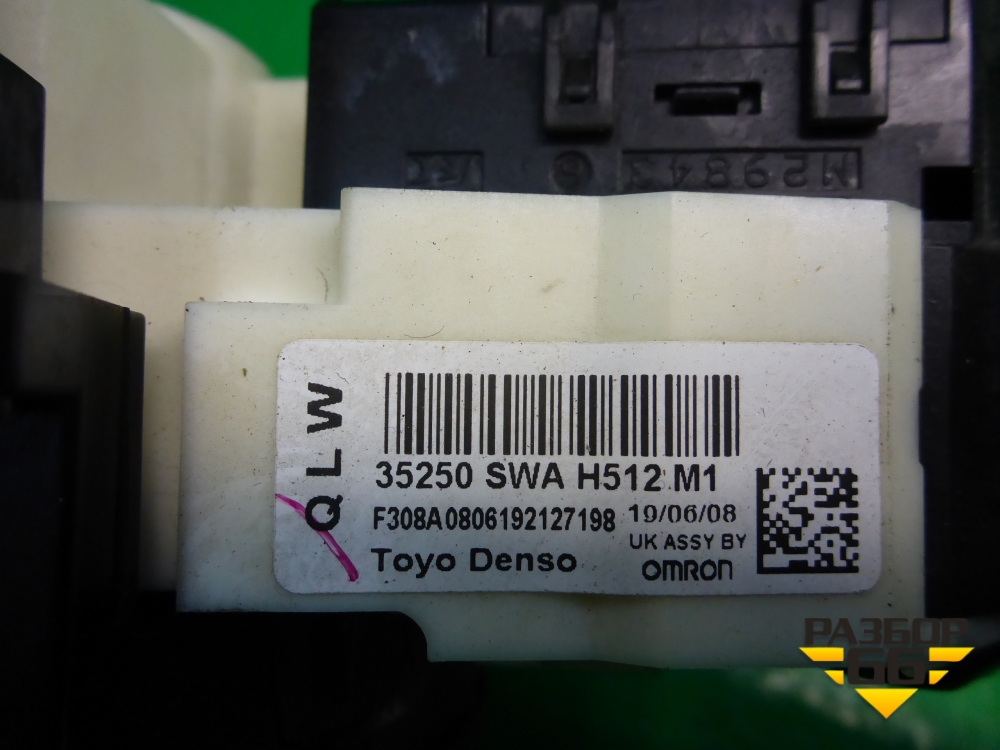 M29843
QLW
35250 SWA H512 M1
F308A0806192127198 19/06/08
UK ASSY BY
Toyo Denso OMRON
РАЗБОР
66